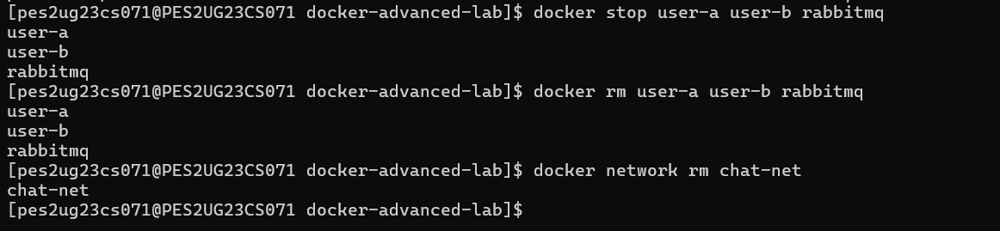 [pes2ug23cs071@PES2UG23CS071 docker-advanced-lab]$ docker stop user-a user-b rabbitmq
user-a
user-b
rabbitmq
[pes2ug23cs071@PES2UG23CS071 docker-advanced-lab]$ docker rm user-a user-b rabbitmq
user-a
user-b
rabbitmq
[pes2ug23cs071@PES2UG23CS071 docker-advanced-lab]$ docker network rm chat-net
chat-net
[pes2ug23cs071@PES2UG23CS071 docker-advanced-lab]$